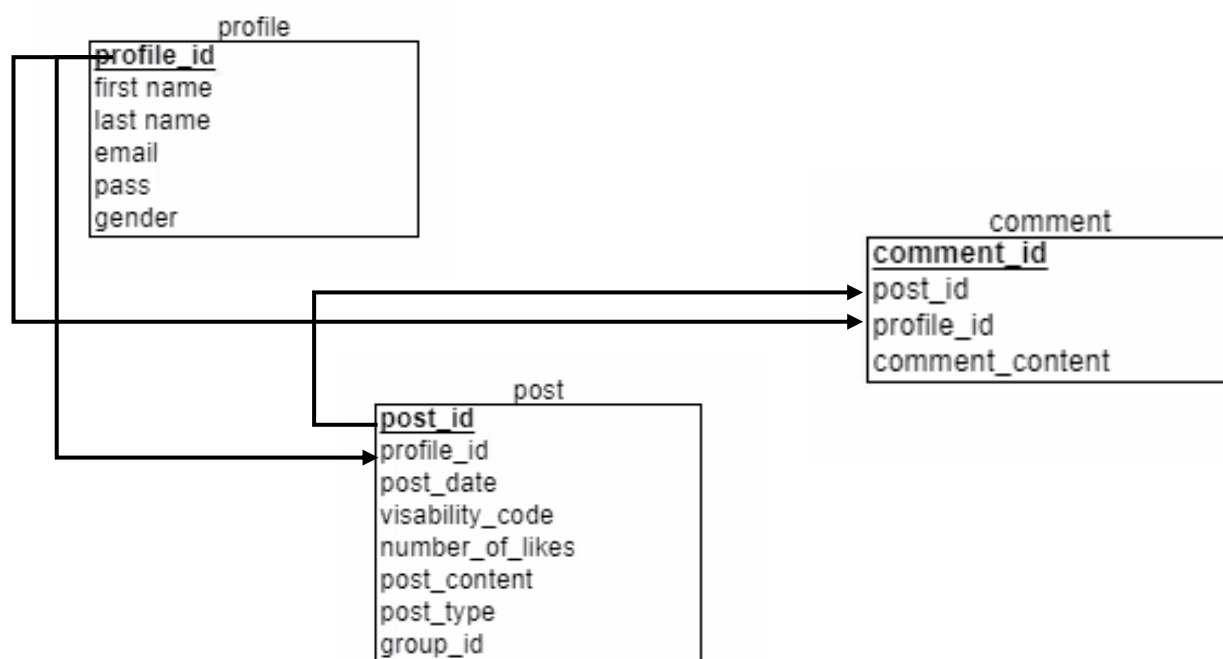 profile
profile_id
first name
last name
email
pass
gender
comment
comment_id
post_id
profile_id
comment_content
post
post_id
profile_id
post_date
visability_code
number_of_likes
post_content
post_type
group_id